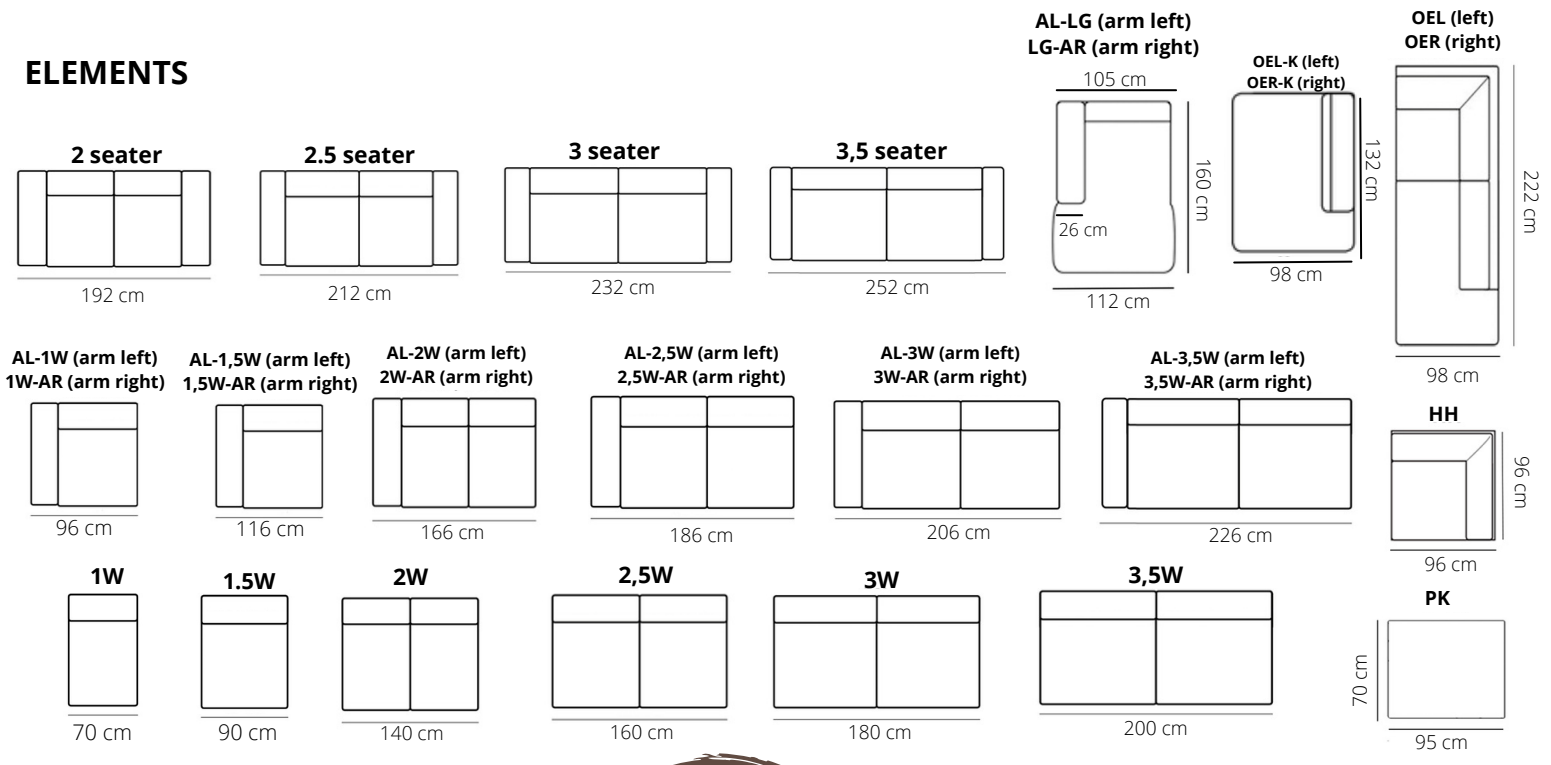 ELEMENTS
2 seater
192 cm
2.5 seater
212 cm
3 seater
232 cm
3,5 seater
252 cm
AL-LG (arm left)
LG-AR (arm right)
105 cm
160 cm
26 cm
112 cm
OEL-K (left)
OER-K (right)
132 cm
98 cm
OEL (left)
OER (right)
222 cm
98 cm
AL-1W (arm left)
1W-AR (arm right)
96 cm
AL-1,5W (arm left)
1,5W-AR (arm right)
116 cm
AL-2W (arm left)
2W-AR (arm right)
166 cm
AL-2,5W (arm left)
2,5W-AR (arm right)
186 cm
AL-3W (arm left)
3W-AR (arm right)
206 cm
AL-3,5W (arm left)
3,5W-AR (arm right)
226 cm
HH
96 cm
96 cm
1W
70 cm
1.5W
90 cm
2W
140 cm
2,5W
160 cm
3W
180 cm
3,5W
200 cm
PK
70 cm
95 cm